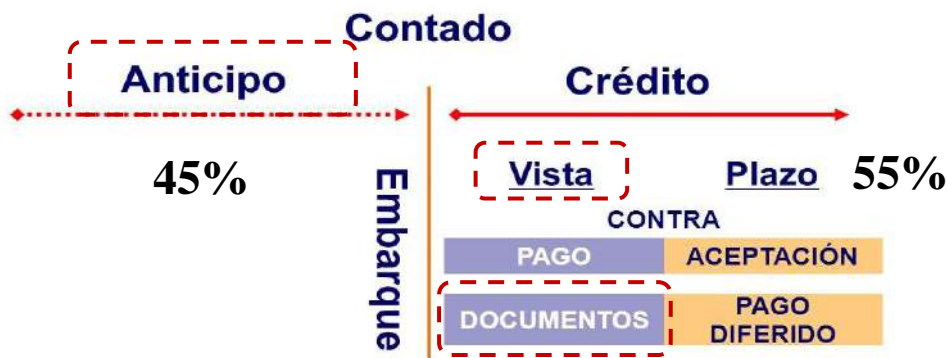 Contado
Anticipo
Crédito
45%
Embarque
Vista
Plazo
55%
CONTRA
PAGO
ACEPTACIÓN
DOCUMENTOS
PAGO
DIFERIDO